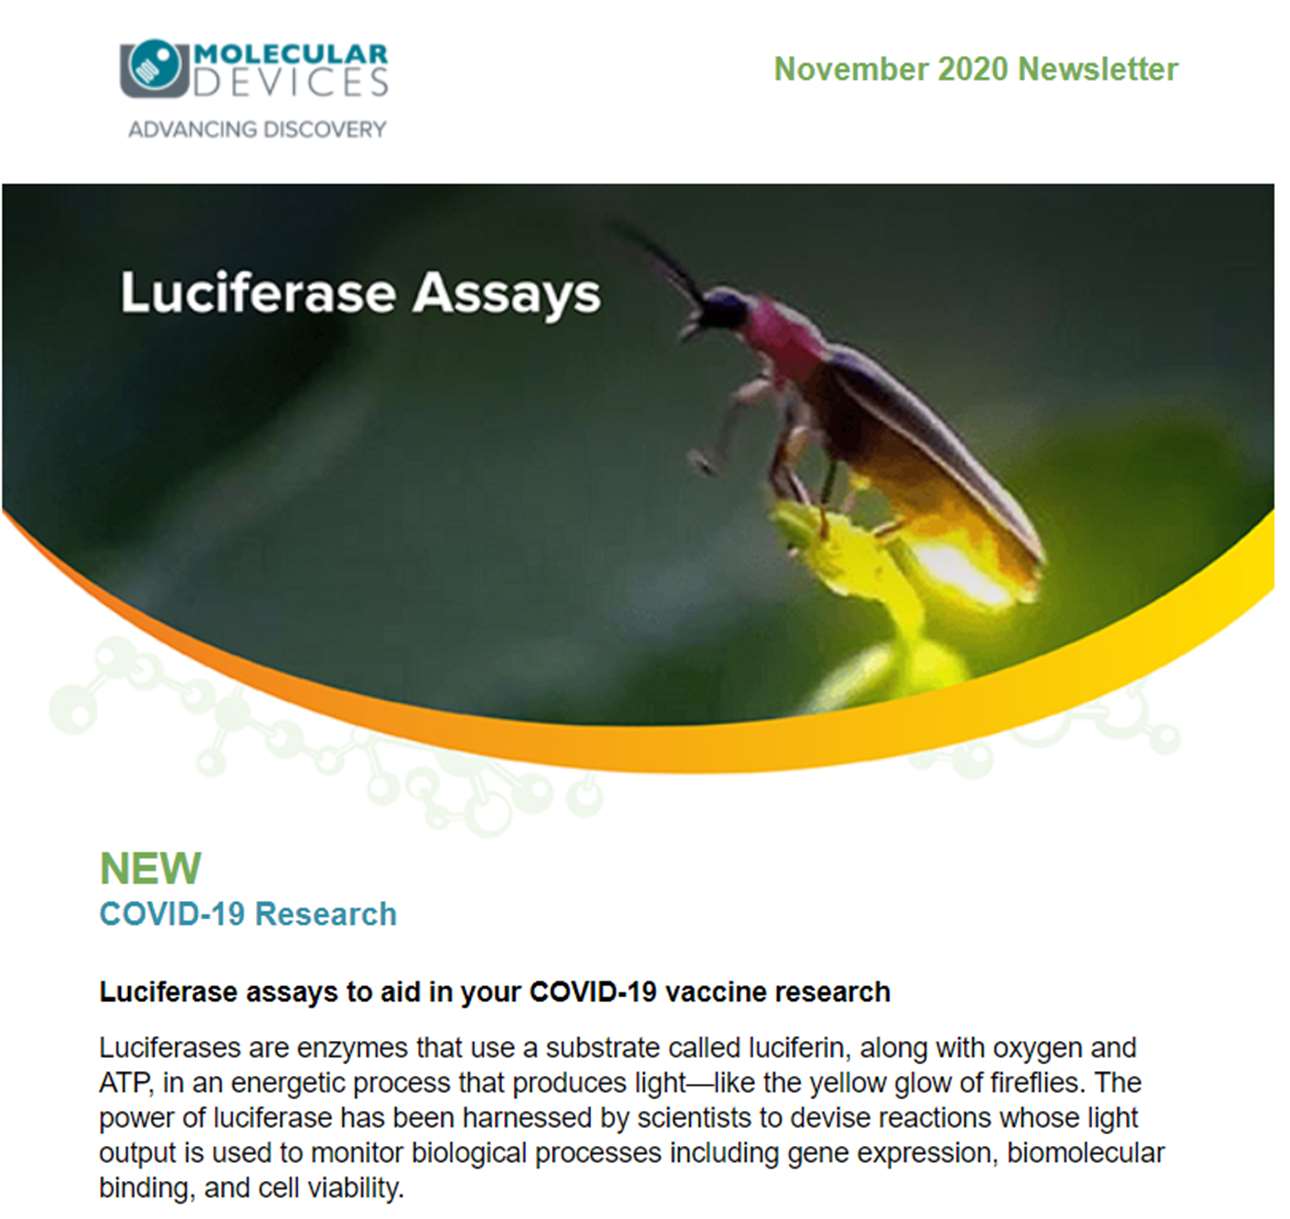 MOLECULAR
DEVICES
ADVANCING DISCOVERY
November 2020 Newsletter
Luciferase Assays
NEW
COVID-19 Research
Luciferase assays to aid in your COVID-19 vaccine research
Luciferases are enzymes that use a substrate called luciferin, along with oxygen and
ATP, in an energetic process that produces light—like the yellow glow of fireflies. The
power of luciferase has been harnessed by scientists to devise reactions whose light
output is used to monitor biological processes including gene expression, biomolecular
binding, and cell viability.